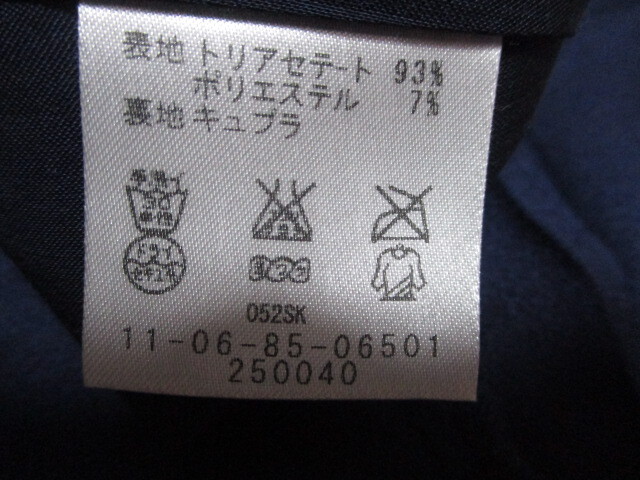 表地 トリアセテート 93%
ポリエステル 7%
裏地 キュプラ
052SK
11-06-85-06501
250040